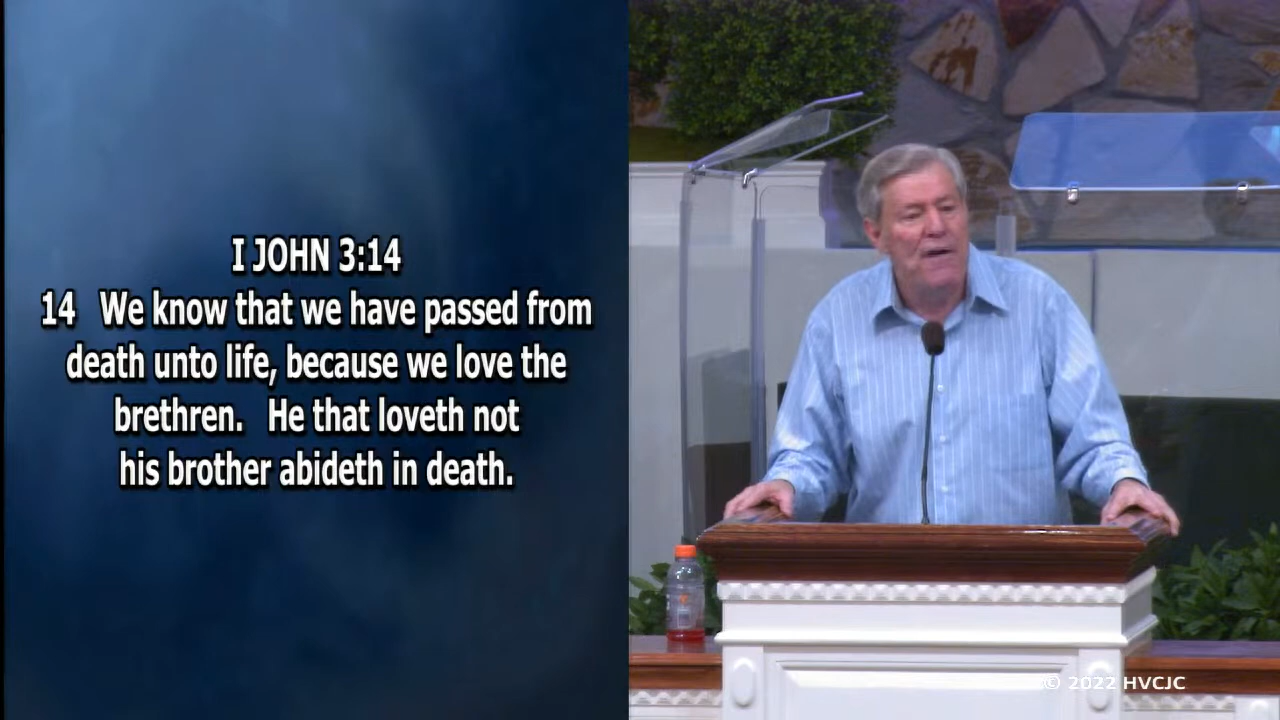 I JOHN 3:14
14 We know that we have passed from
death unto life, because we love the
brethren. He that loveth not
his brother abideth in death.
© 2022 HVCJC